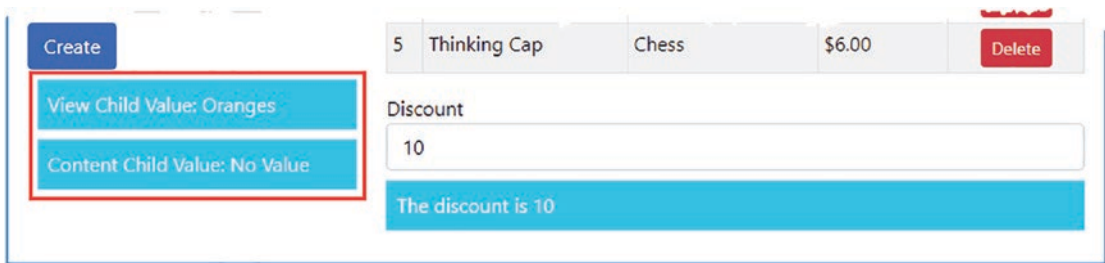 Create
5 Thinking Cap Chess $6.00 Delete
View Child Value: Oranges
Content Child Value: No Value
Discount
10
The discount is 10